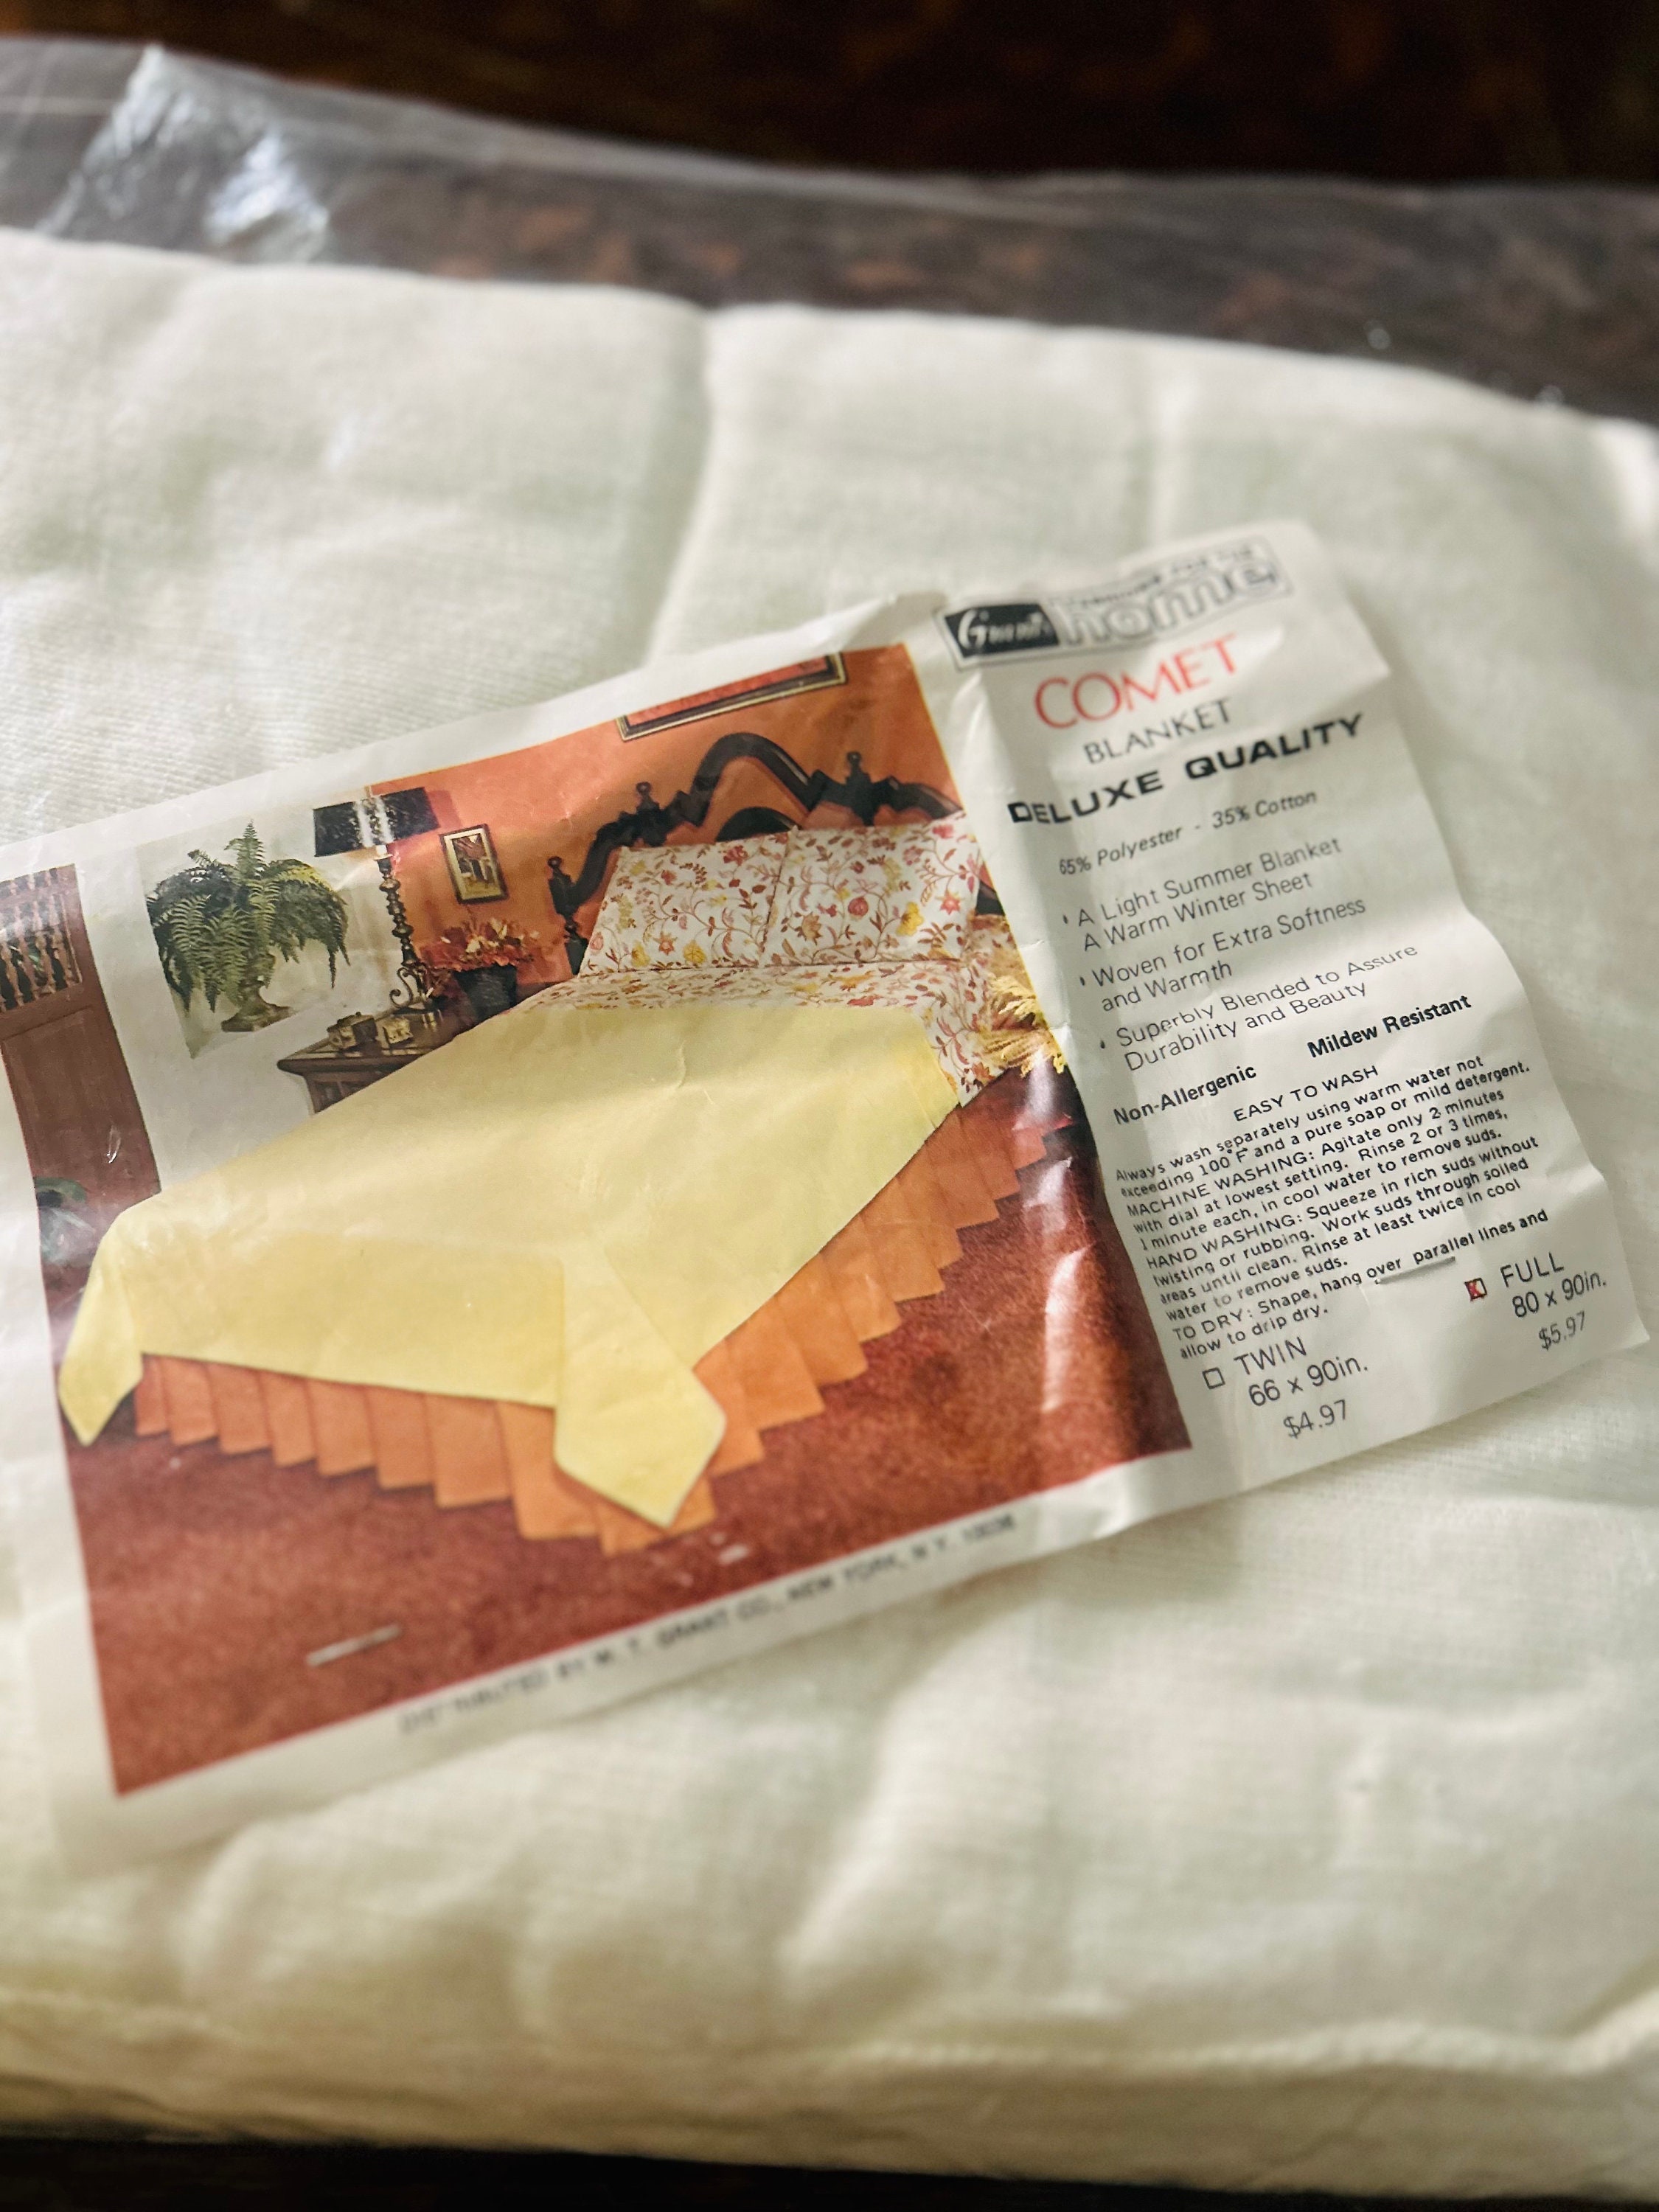 Grant's
home
COMET
BLANKET
DELUXE QUALITY
65% Polyester - 35% Cotton
• A Light Summer Blanket
A Warm Winter Sheet
• Woven for Extra Softness
and Warmth
• Superbly Blended to Assure
Durability and Beauty
Non-Allergenic Mildew Resistant
EASY TO WASH
Always wash separately using warm water not
exceeding 100°F and a pure soap or mild detergent.
MACHINE WASHING: Agitate only 2 minutes
with dial at lowest setting. Rinse 2 or 3 times,
1 minute each, in cool water to remove suds.
HAND WASHING: Squeeze in rich suds without
twisting or rubbing. Work suds through soiled
areas until clean. Rinse at least twice in cool
water to remove suds.
TO DRY: Shape, hang over parallel lines and
allow to drip dry.
TWIN
66 x 90in.
$4.97
FULL
80 x 90in.
$5.97
DISTRIBUTED BY W. T. GRANT CO., NEW YORK, N.Y. 10036